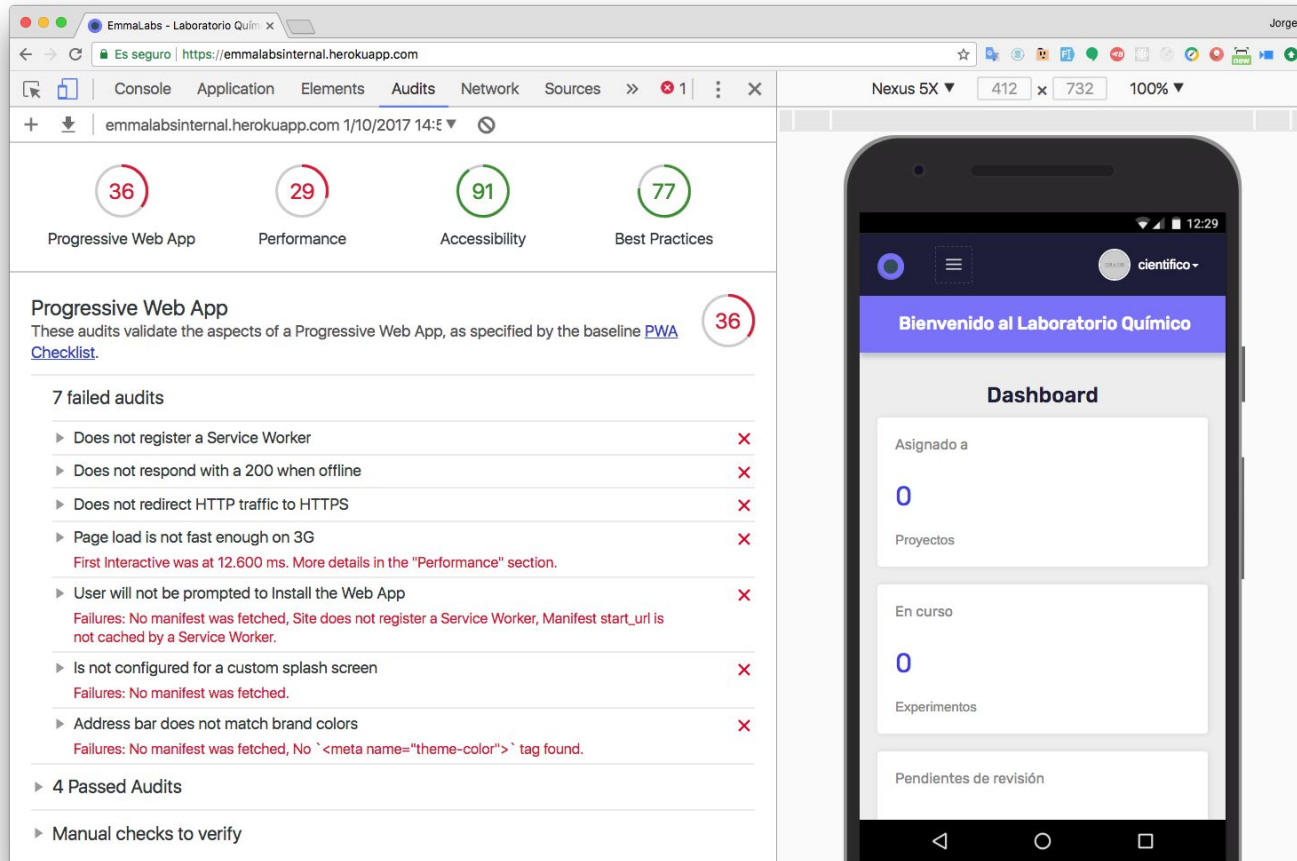 EmmaLabs - Laboratorio Quím
Jorge
Es seguro | https://emmalabsinternal.herokuapp.com
new
Console Application Elements Audits Network Sources » 1
Nexus 5X ▼ 412 x 732 100% ▼
emmalabsinternal.herokuapp.com 1/10/2017 14:5 ▼
36 29 91 77
Progressive Web App Performance Accessibility Best Practices
Progressive Web App
These audits validate the aspects of a Progressive Web App, as specified by the baseline PWA
Checklist.
36
7 failed audits
Does not register a Service Worker
Does not respond with a 200 when offline
Does not redirect HTTP traffic to HTTPS
Page load is not fast enough on 3G
First Interactive was at 12.600 ms. More details in the "Performance" section.
User will not be prompted to Install the Web App
Failures: No manifest was fetched, Site does not register a Service Worker, Manifest start_url is
not cached by a Service Worker.
Is not configured for a custom splash screen
Failures: No manifest was fetched.
Address bar does not match brand colors
Failures: No manifest was fetched, No `<meta name="theme-color">` tag found.
4 Passed Audits
Manual checks to verify
12:29
cientifico
Bienvenido al Laboratorio Químico
Dashboard
Asignado a
0
Proyectos
En curso
0
Experimentos
Pendientes de revisión